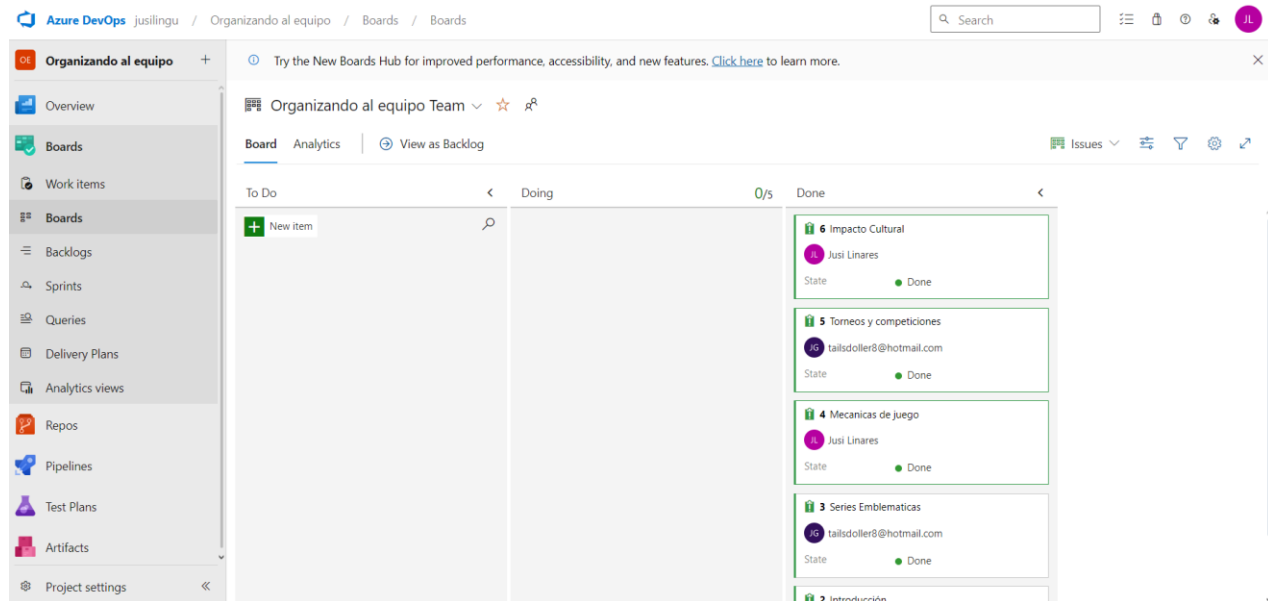 Azure DevOps jusilingu / Organizando al equipo / Boards / Boards
Search
JL
OE Organizando al equipo +
Overview
Boards
Work items
Boards
Backlogs
Sprints
Queries
Delivery Plans
Analytics views
Repos
Pipelines
Test Plans
Artifacts
Project settings
Try the New Boards Hub for improved performance, accessibility, and new features. Click here to learn more.
Organizando al equipo Team
Board Analytics View as Backlog
Issues
To Do
New item
Doing 0/5
Done
6 Impacto Cultural
JL Jusi Linares
State Done
5 Torneos y competiciones
JG tailsdoller8@hotmail.com
State Done
4 Mecanicas de juego
JL Jusi Linares
State Done
3 Series Emblematicas
JG tailsdoller8@hotmail.com
State Done
2 Introducción